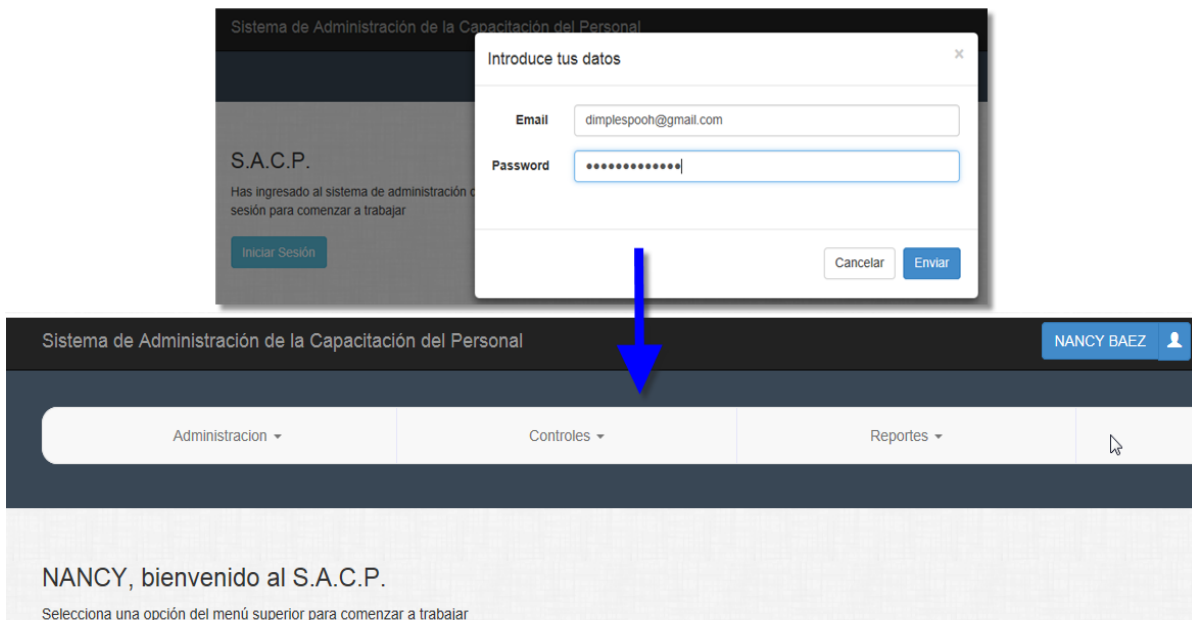 Sistema de Administración de la Capacitación del Personal
Introduce tus datos
×
Email
dimplespooh@gmail.com
Password
•••••••••••••
S.A.C.P.
Has ingresado al sistema de administración
sesión para comenzar a trabajar
Iniciar Sesión
Cancelar
Enviar
Sistema de Administración de la Capacitación del Personal
NANCY BAEZ
Administracion
Controles
Reportes
NANCY, bienvenido al S.A.C.P.
Selecciona una opción del menú superior para comenzar a trabajar